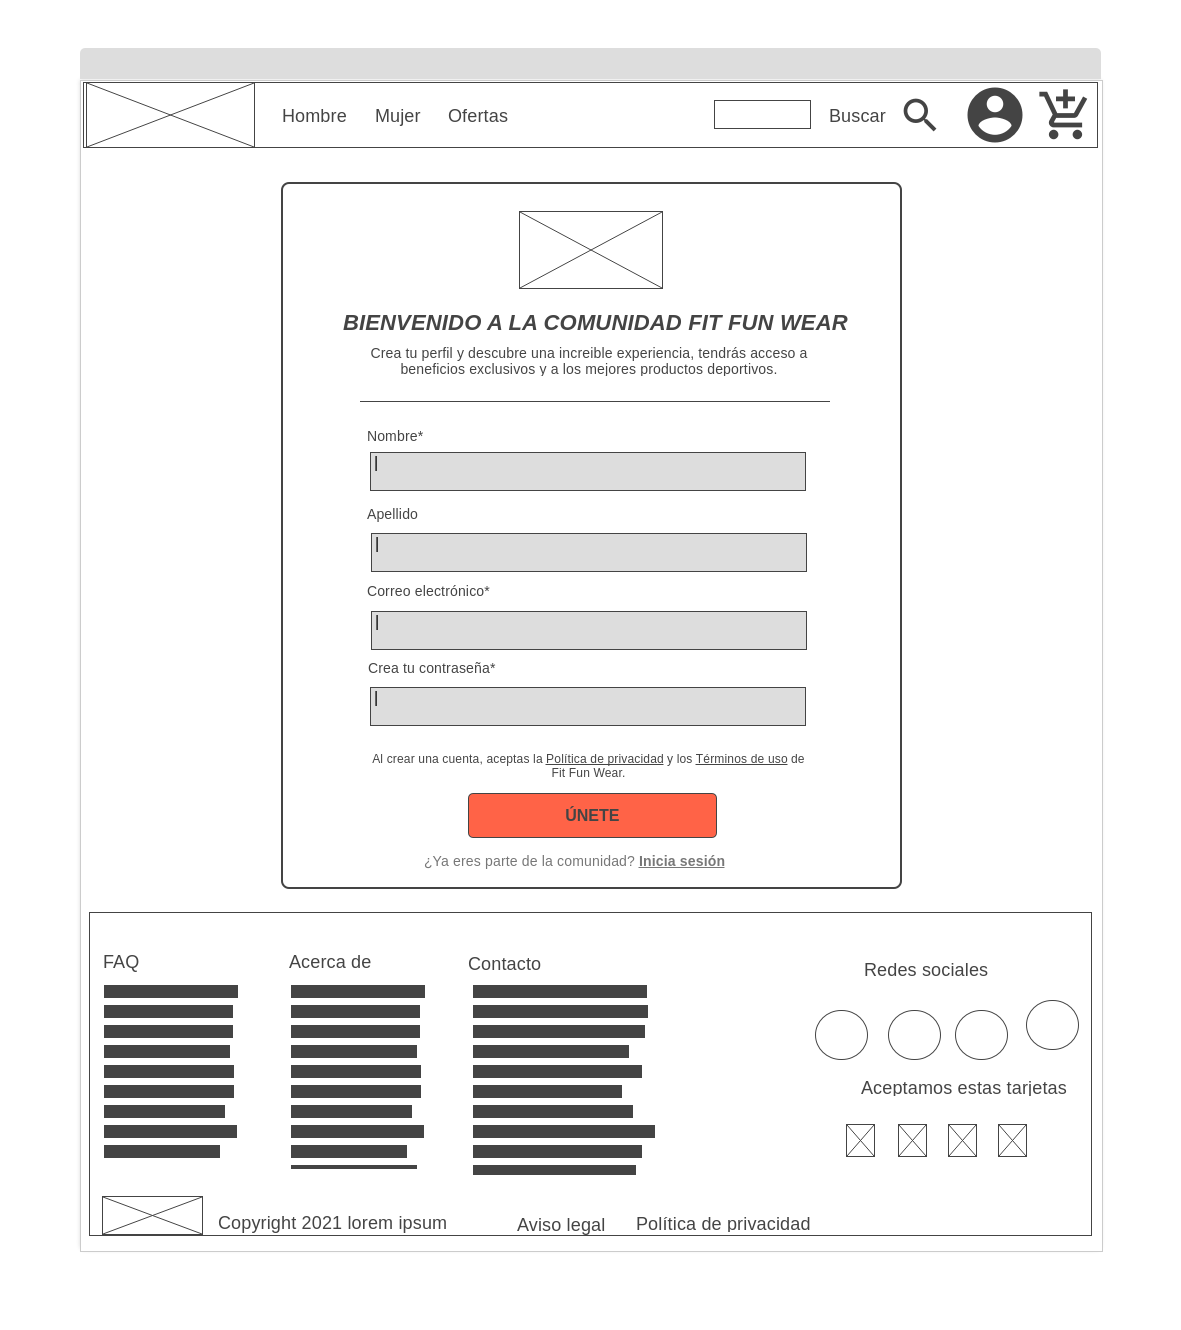 Hombre Mujer Ofertas Buscar
BIENVENIDO A LA COMUNIDAD FIT FUN WEAR
Crea tu perfil y descubre una increible experiencia, tendrás acceso a
beneficios exclusivos y a los mejores productos deportivos.
Nombre*
Apellido
Correo electrónico*
Crea tu contraseña*
Al crear una cuenta, aceptas la Política de privacidad y los Términos de uso de
Fit Fun Wear.
ÚNETE
¿Ya eres parte de la comunidad? Inicia sesión
FAQ
Acerca de
Contacto
Redes sociales
Aceptamos estas tarjetas
Copyright 2021 lorem ipsum
Aviso legal
Política de privacidad